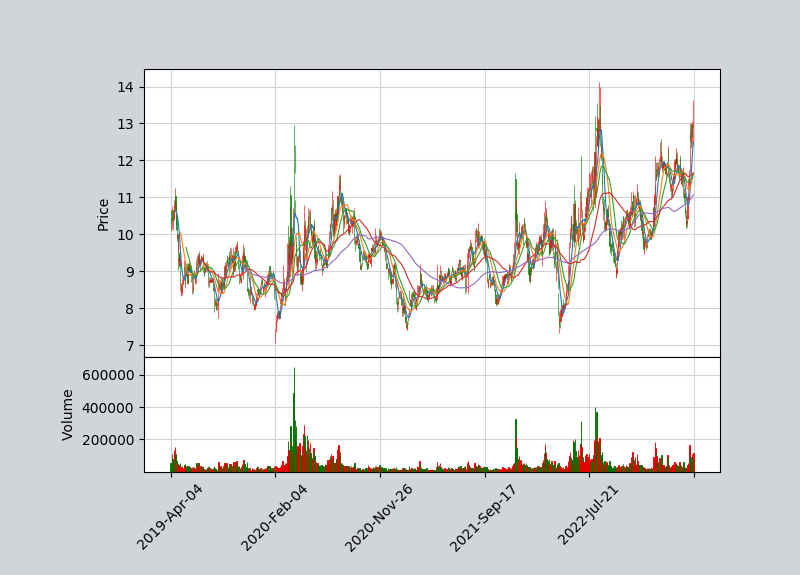 14
13
12
11
10
9
8
7
Price
600000
400000
200000
Volume
2019-Apr-04
2020-Feb-04
2020-Nov-26
2021-Sep-17
2022-Jul-21